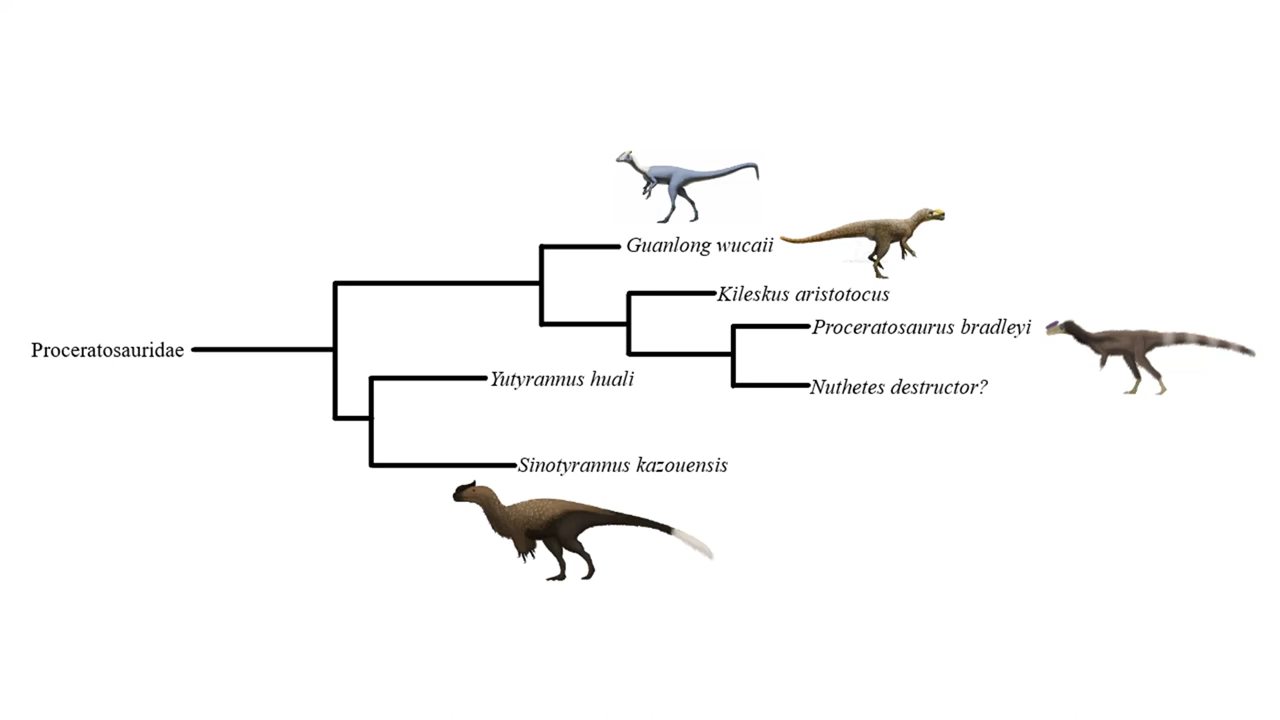 Guanlong wucaii
Kileskus aristotocus
Proceratosaurus bradleyi
Proceratosauridae
Yutyrannus huali
Nuthetes destructor?
Sinotyrannus kazouensis